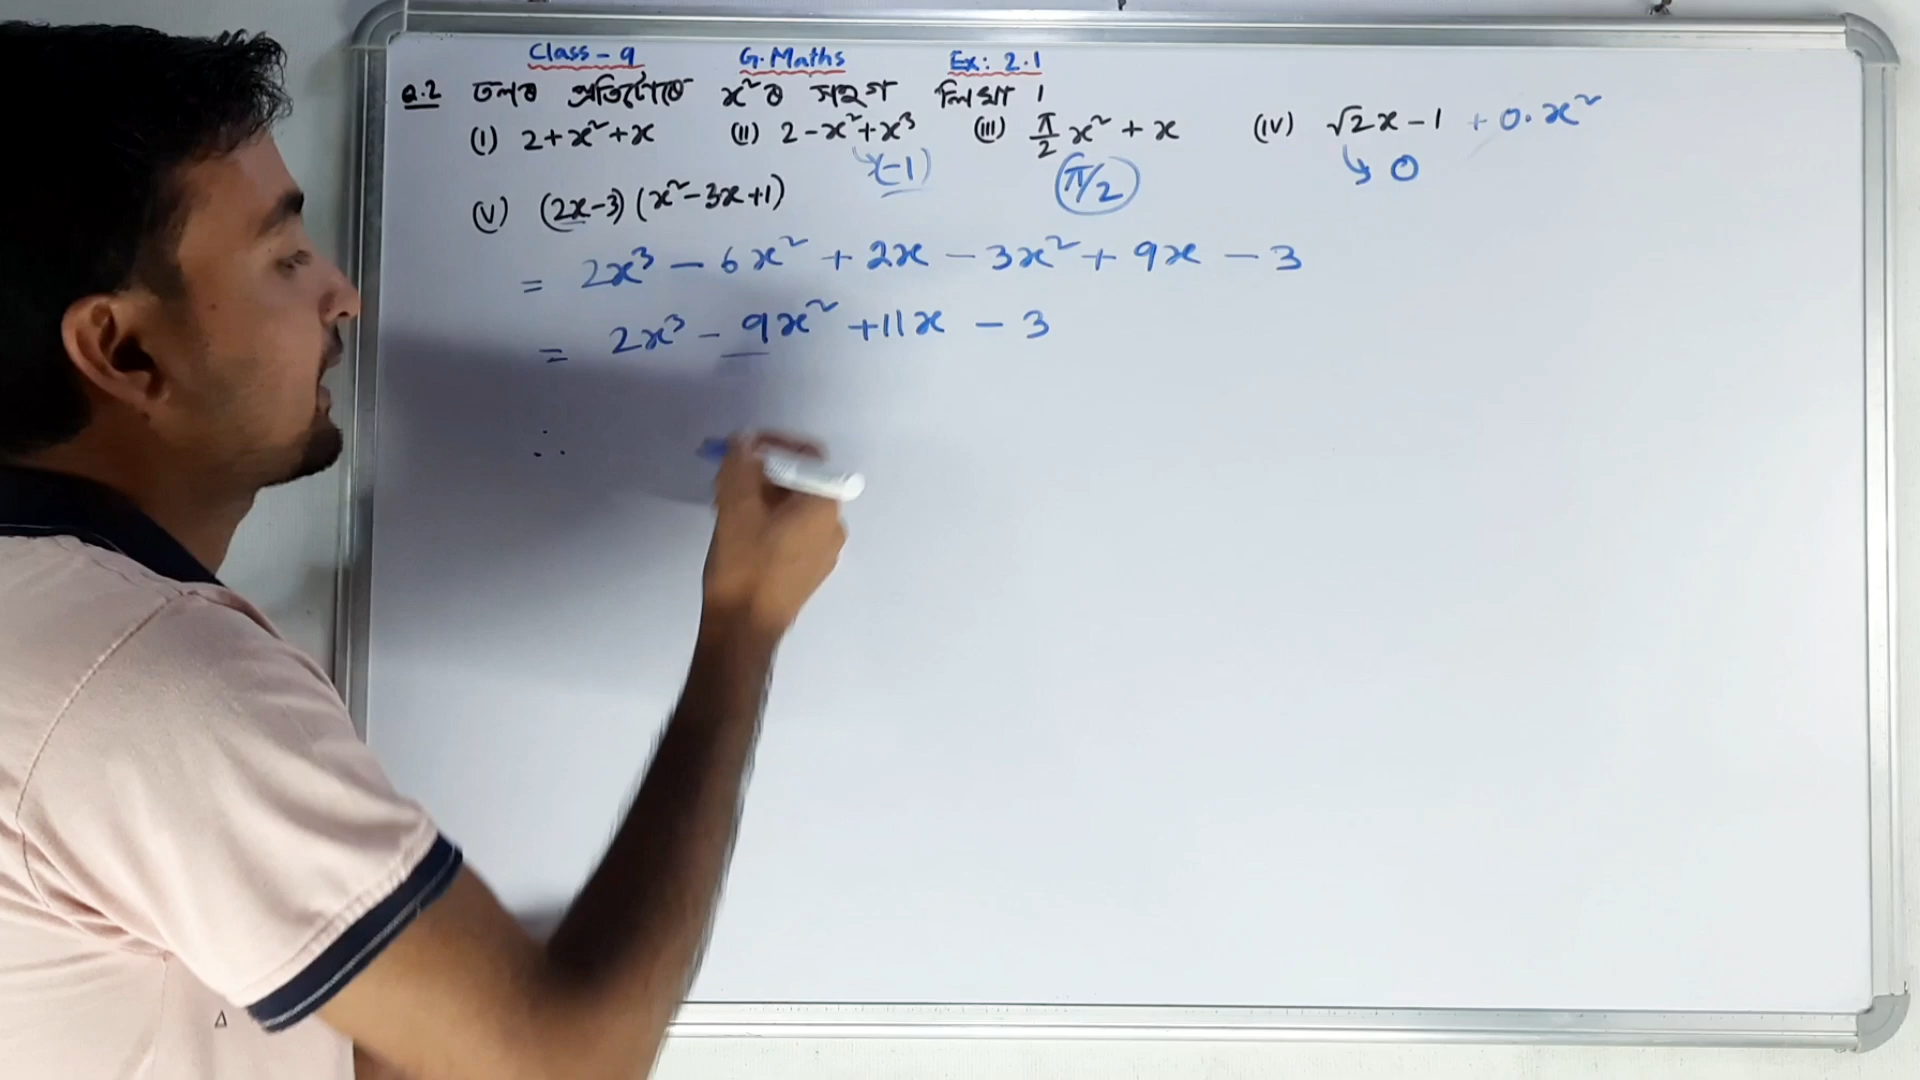 Class - 9 G. Maths Ex: 2.1
Q.2 তলৰ প্ৰতিটোতে x²ৰ সহগ লিখা ।
(i) 2+x²+x (ii) 2-x²+x³ (iii) π/2 x² + x (iv) √2x-1 + 0.x²
(-1) π/2 0
(v) (2x-3) (x²-3x+1)
= 2x³ - 6x² + 2x - 3x² + 9x - 3
= 2x³ - 9x² +11x - 3
∴